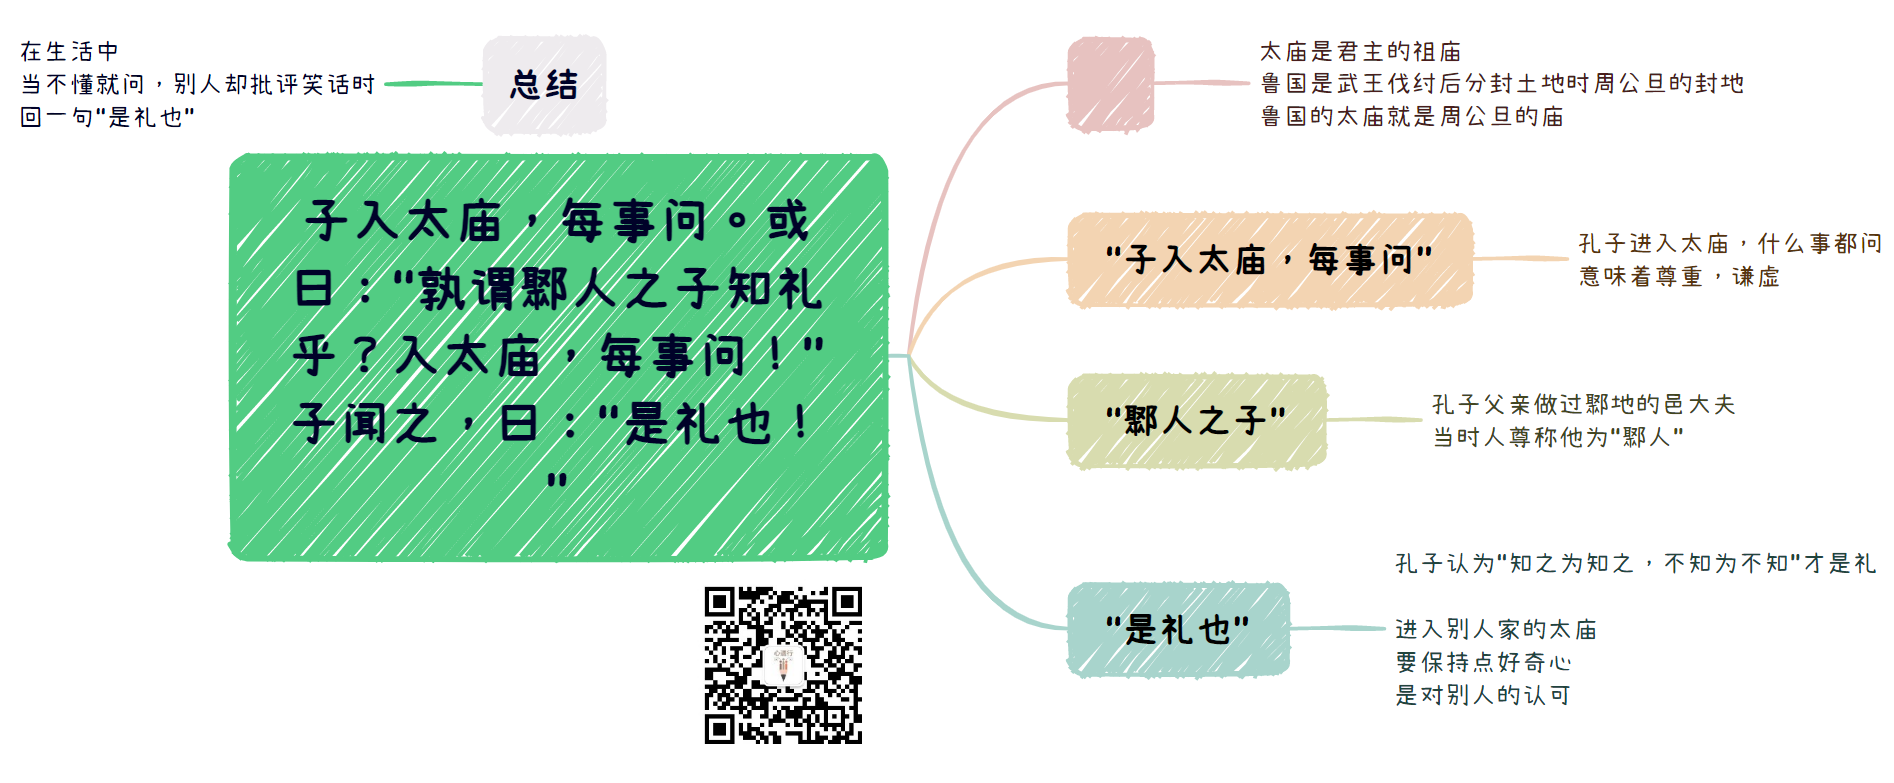 总结
在生活中
当不懂就问，别人却批评笑话时
回一句"是礼也"
子入太庙，每事问。或
曰："孰谓鄹人之子知礼
乎？入太庙，每事问！"
子闻之，曰："是礼也！
"
太庙是君主的祖庙
鲁国是武王伐纣后分封土地时周公旦的封地
鲁国的太庙就是周公旦的庙
"子入太庙，每事问"
孔子进入太庙，什么事都问
意味着尊重，谦虚
"鄹人之子"
孔子父亲做过鄹地的邑大夫
当时人尊称他为"鄹人"
"是礼也"
孔子认为"知之为知之，不知为不知"才是礼
进入别人家的太庙
要保持点好奇心
是对别人的认可